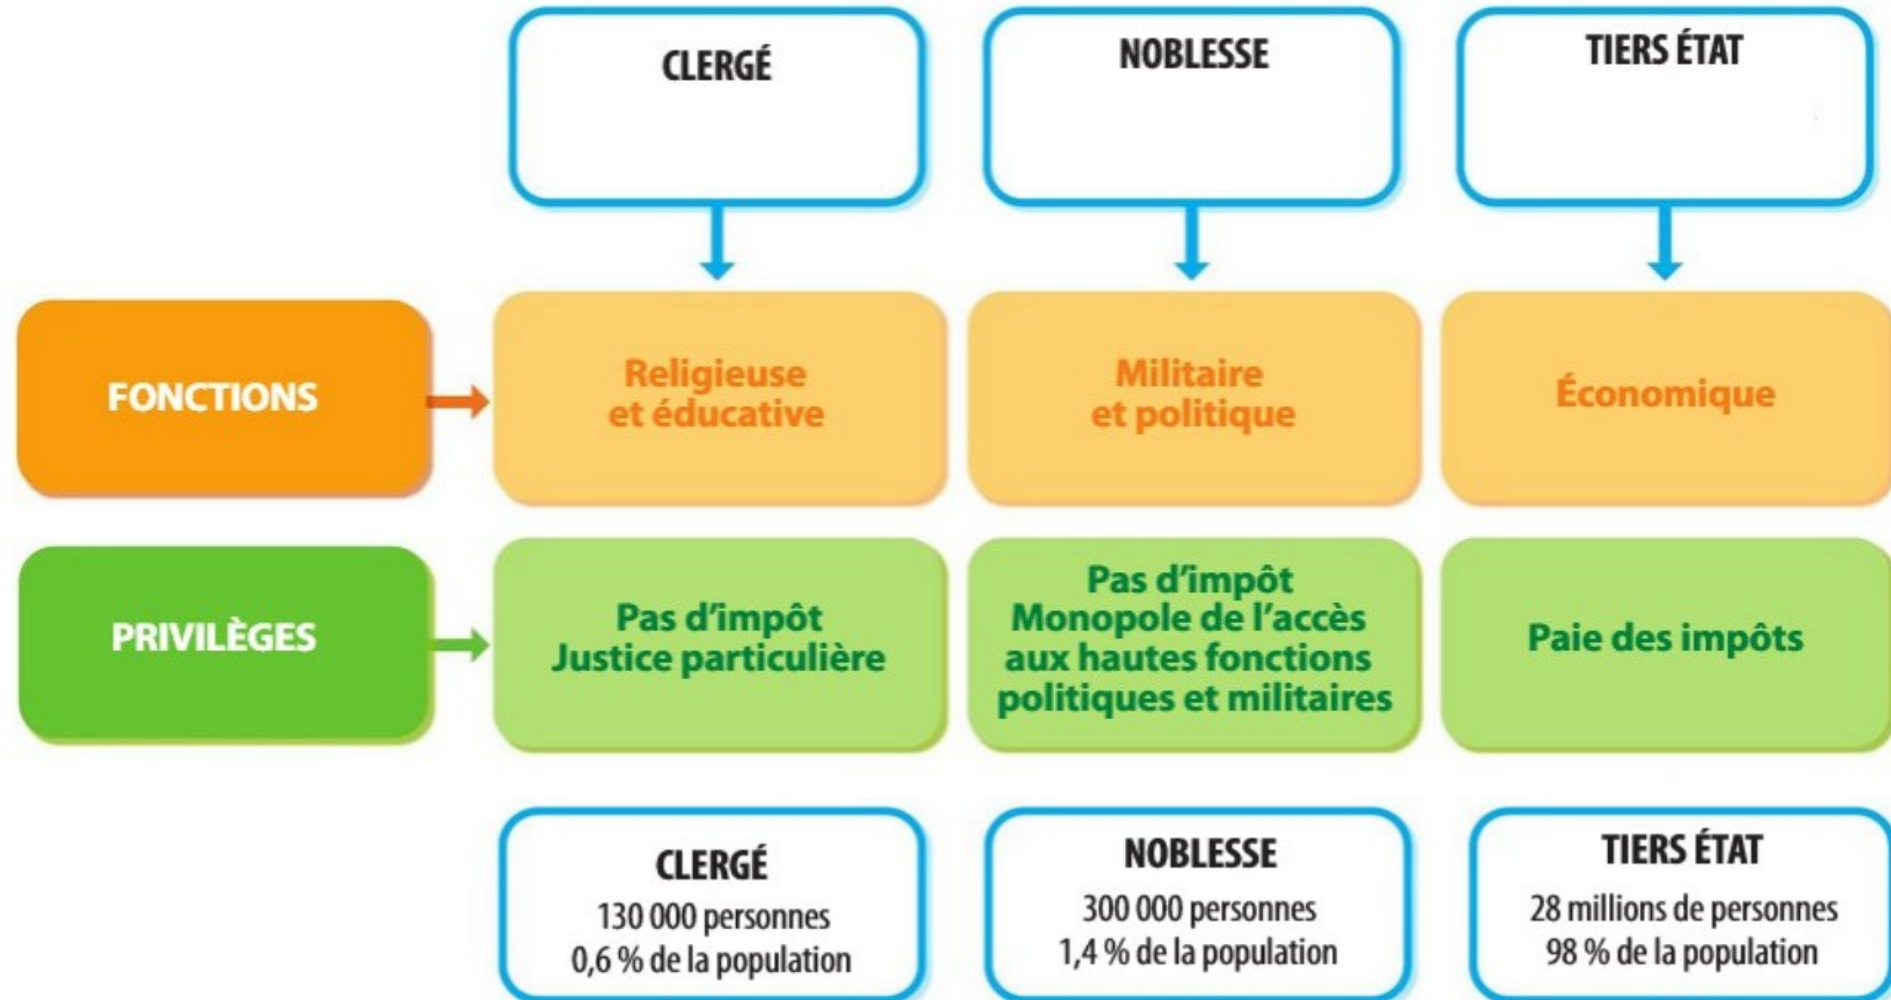 CLERGÉ
NOBLESSE
TIERS ÉTAT
FONCTIONS
Religieuse
et éducative
Militaire
et politique
Économique
PRIVILÈGES
Pas d'impôt
Justice particulière
Pas d'impôt
Monopole de l'accès
aux hautes fonctions
politiques et militaires
Paie des impôts
CLERGÉ
130 000 personnes
0,6 % de la population
NOBLESSE
300 000 personnes
1,4 % de la population
TIERS ÉTAT
28 millions de personnes
98 % de la population